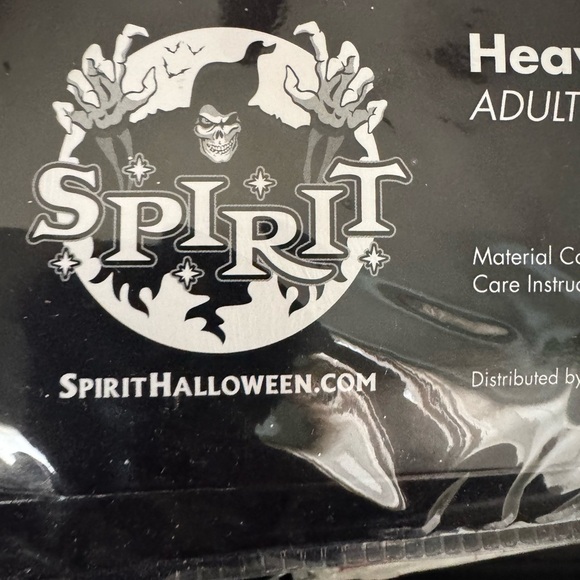 SPIRIT
SPIRITHALLOWEEN.COM
Heav
ADULT
Material Co
Care Instruc
Distributed by